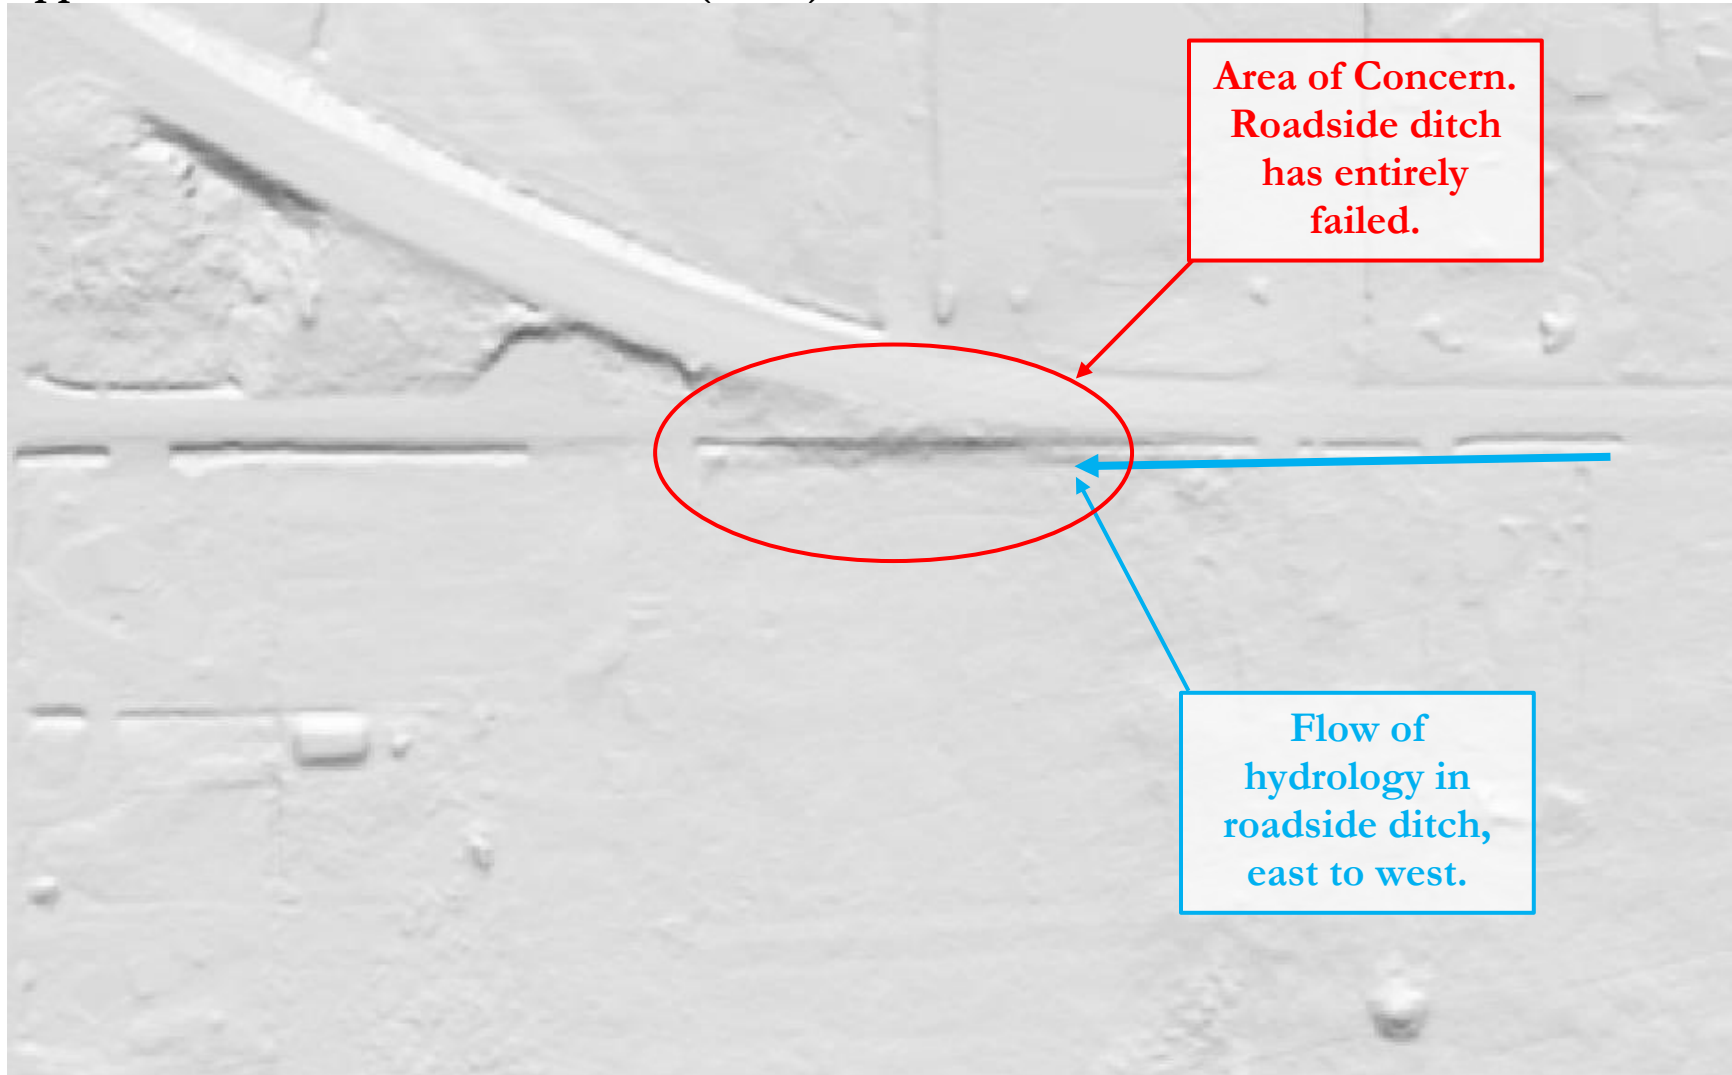 Area of Concern.
Roadside ditch
has entirely
failed.
Flow of
hydrology in
roadside ditch,
east to west.